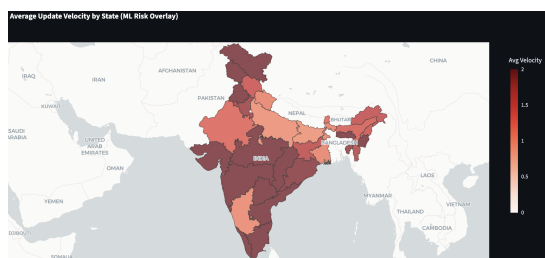 Average Update Velocity by State (ML Risk Overlay)
Avg Velocity
2
1.5
1
0.5
0
CHINA
AFGHANISTAN
IRAQ
IRAN
PAKISTAN
KUWAIT
NEPAL
BHUTAN
SAUDI
ARABIA
UNITED
ARAB
EMIRATES
BANGLADESH
INDIA
OMAN
LAOS
MYANMAR
YEMEN
VIETNAM
THAILAND
CAMBODIA
DJIBOUTI
SOMALIA